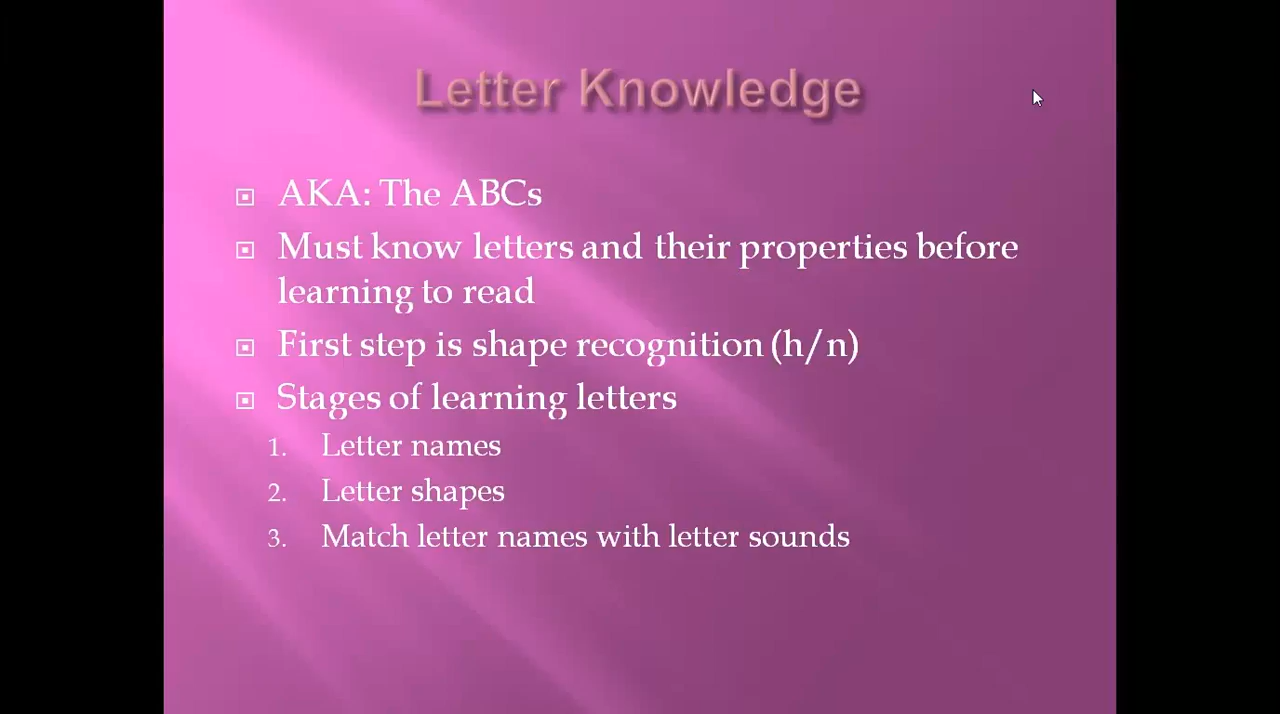 Letter Knowledge
AKA: The ABCs
Must know letters and their properties before
learning to read
First step is shape recognition (h/n)
Stages of learning letters
1. Letter names
2. Letter shapes
3. Match letter names with letter sounds